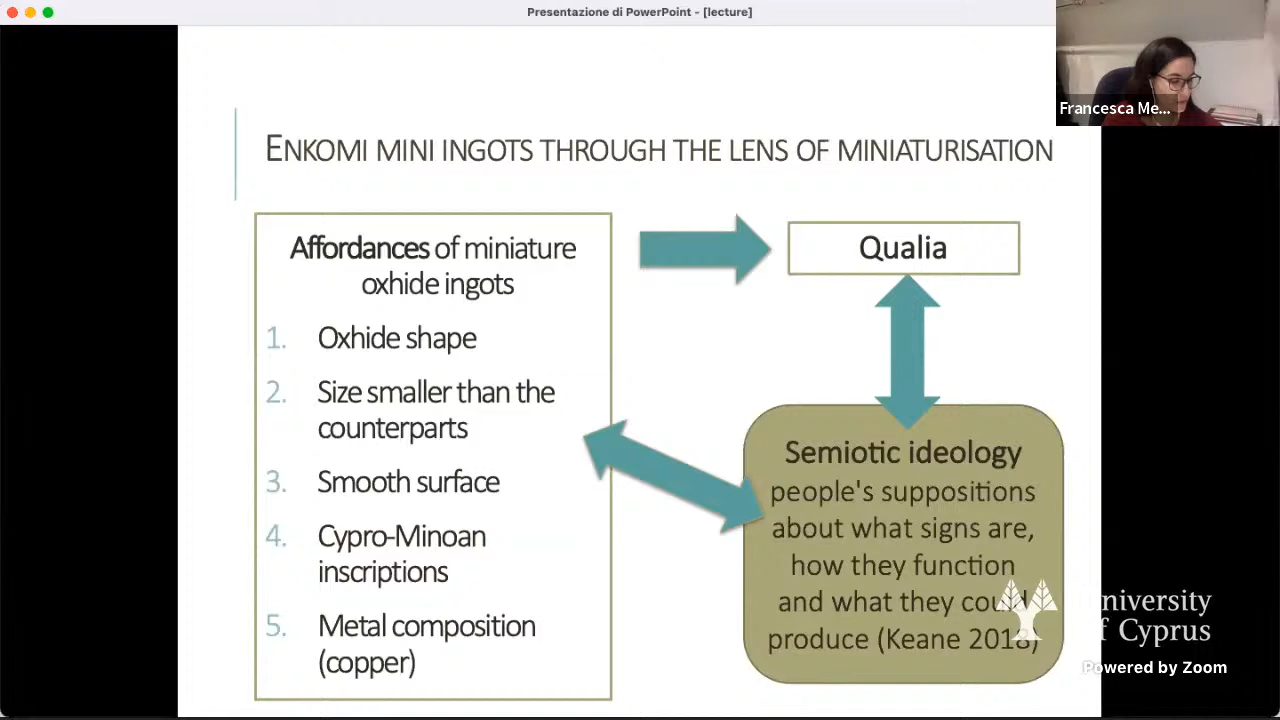 Presentazione di PowerPoint - [lecture]
Francesca Me...
ENKOMI MINI INGOTS THROUGH THE LENS OF MINIATURISATION
Affordances of miniature
oxhide ingots
1. Oxhide shape
2. Size smaller than the
counterparts
3. Smooth surface
4. Cypro-Minoan
inscriptions
5. Metal composition
(copper)
Qualia
Semiotic ideology
people's suppositions
about what signs are,
how they function
and what they could
produce (Keane 2018)
University
of Cyprus
Powered by Zoom